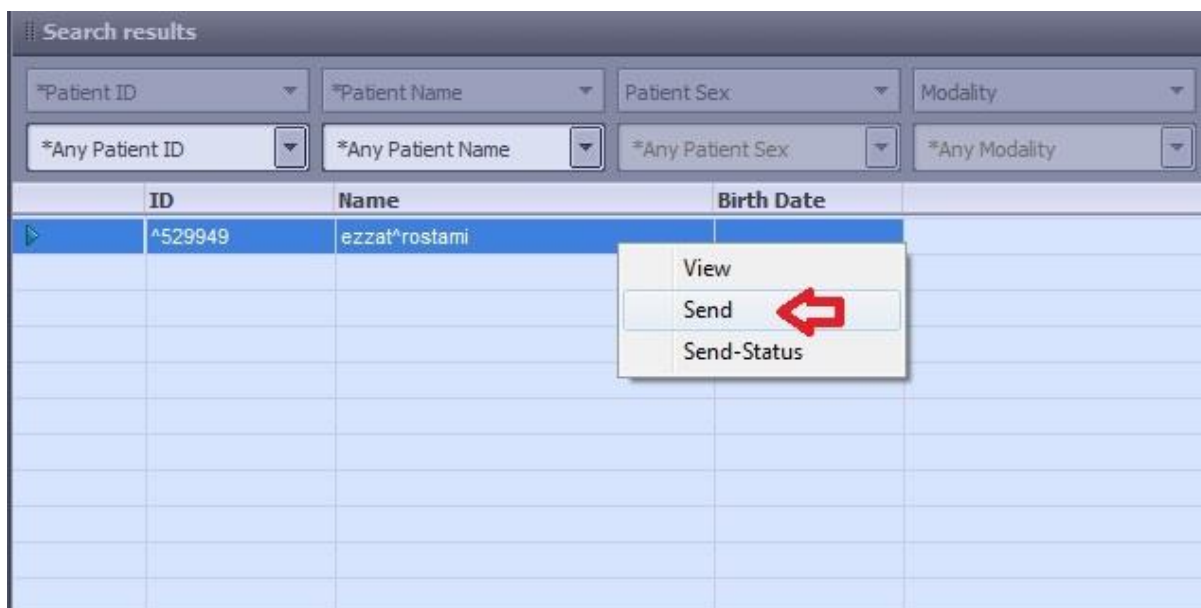 Search results
*Patient ID *Patient Name Patient Sex Modality
*Any Patient ID *Any Patient Name *Any Patient Sex *Any Modality
ID Name Birth Date
^529949 ezzat^rostami
View
Send
Send-Status